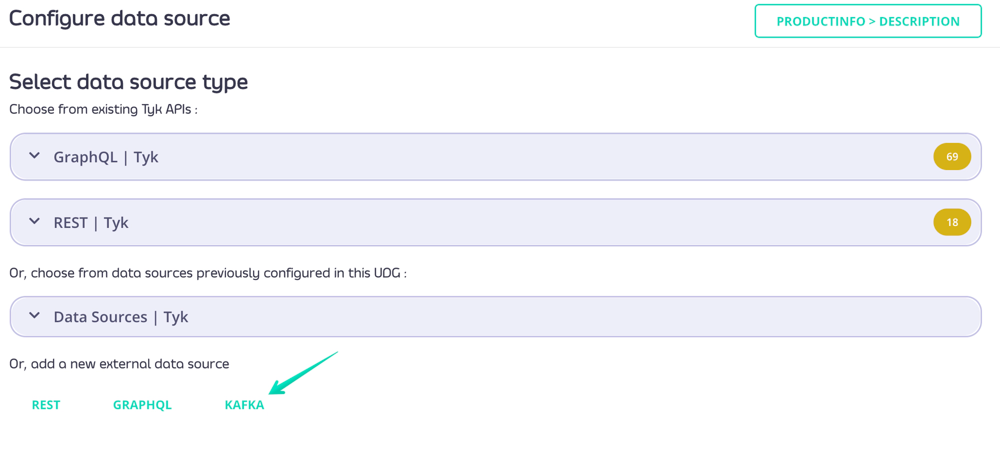 Configure data source
PRODUCTINFO > DESCRIPTION
Select data source type
Choose from existing Tyk APIs :
GraphQL | Tyk
69
REST | Tyk
18
Or, choose from data sources previously configured in this UDG :
Data Sources | Tyk
Or, add a new external data source
REST GRAPHQL KAFKA